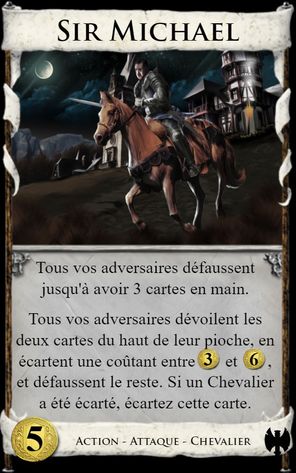 Sir Michael
Tous vos adversaires défaussent
jusqu'à avoir 3 cartes en main.
Tous vos adversaires dévoilent les
deux cartes du haut de leur pioche, en
écartent une coûtant entre 3 et 6,
et défaussent le reste. Si un Chevalier
a été écarté, écartez cette carte.
5 Action - Attaque - Chevalier